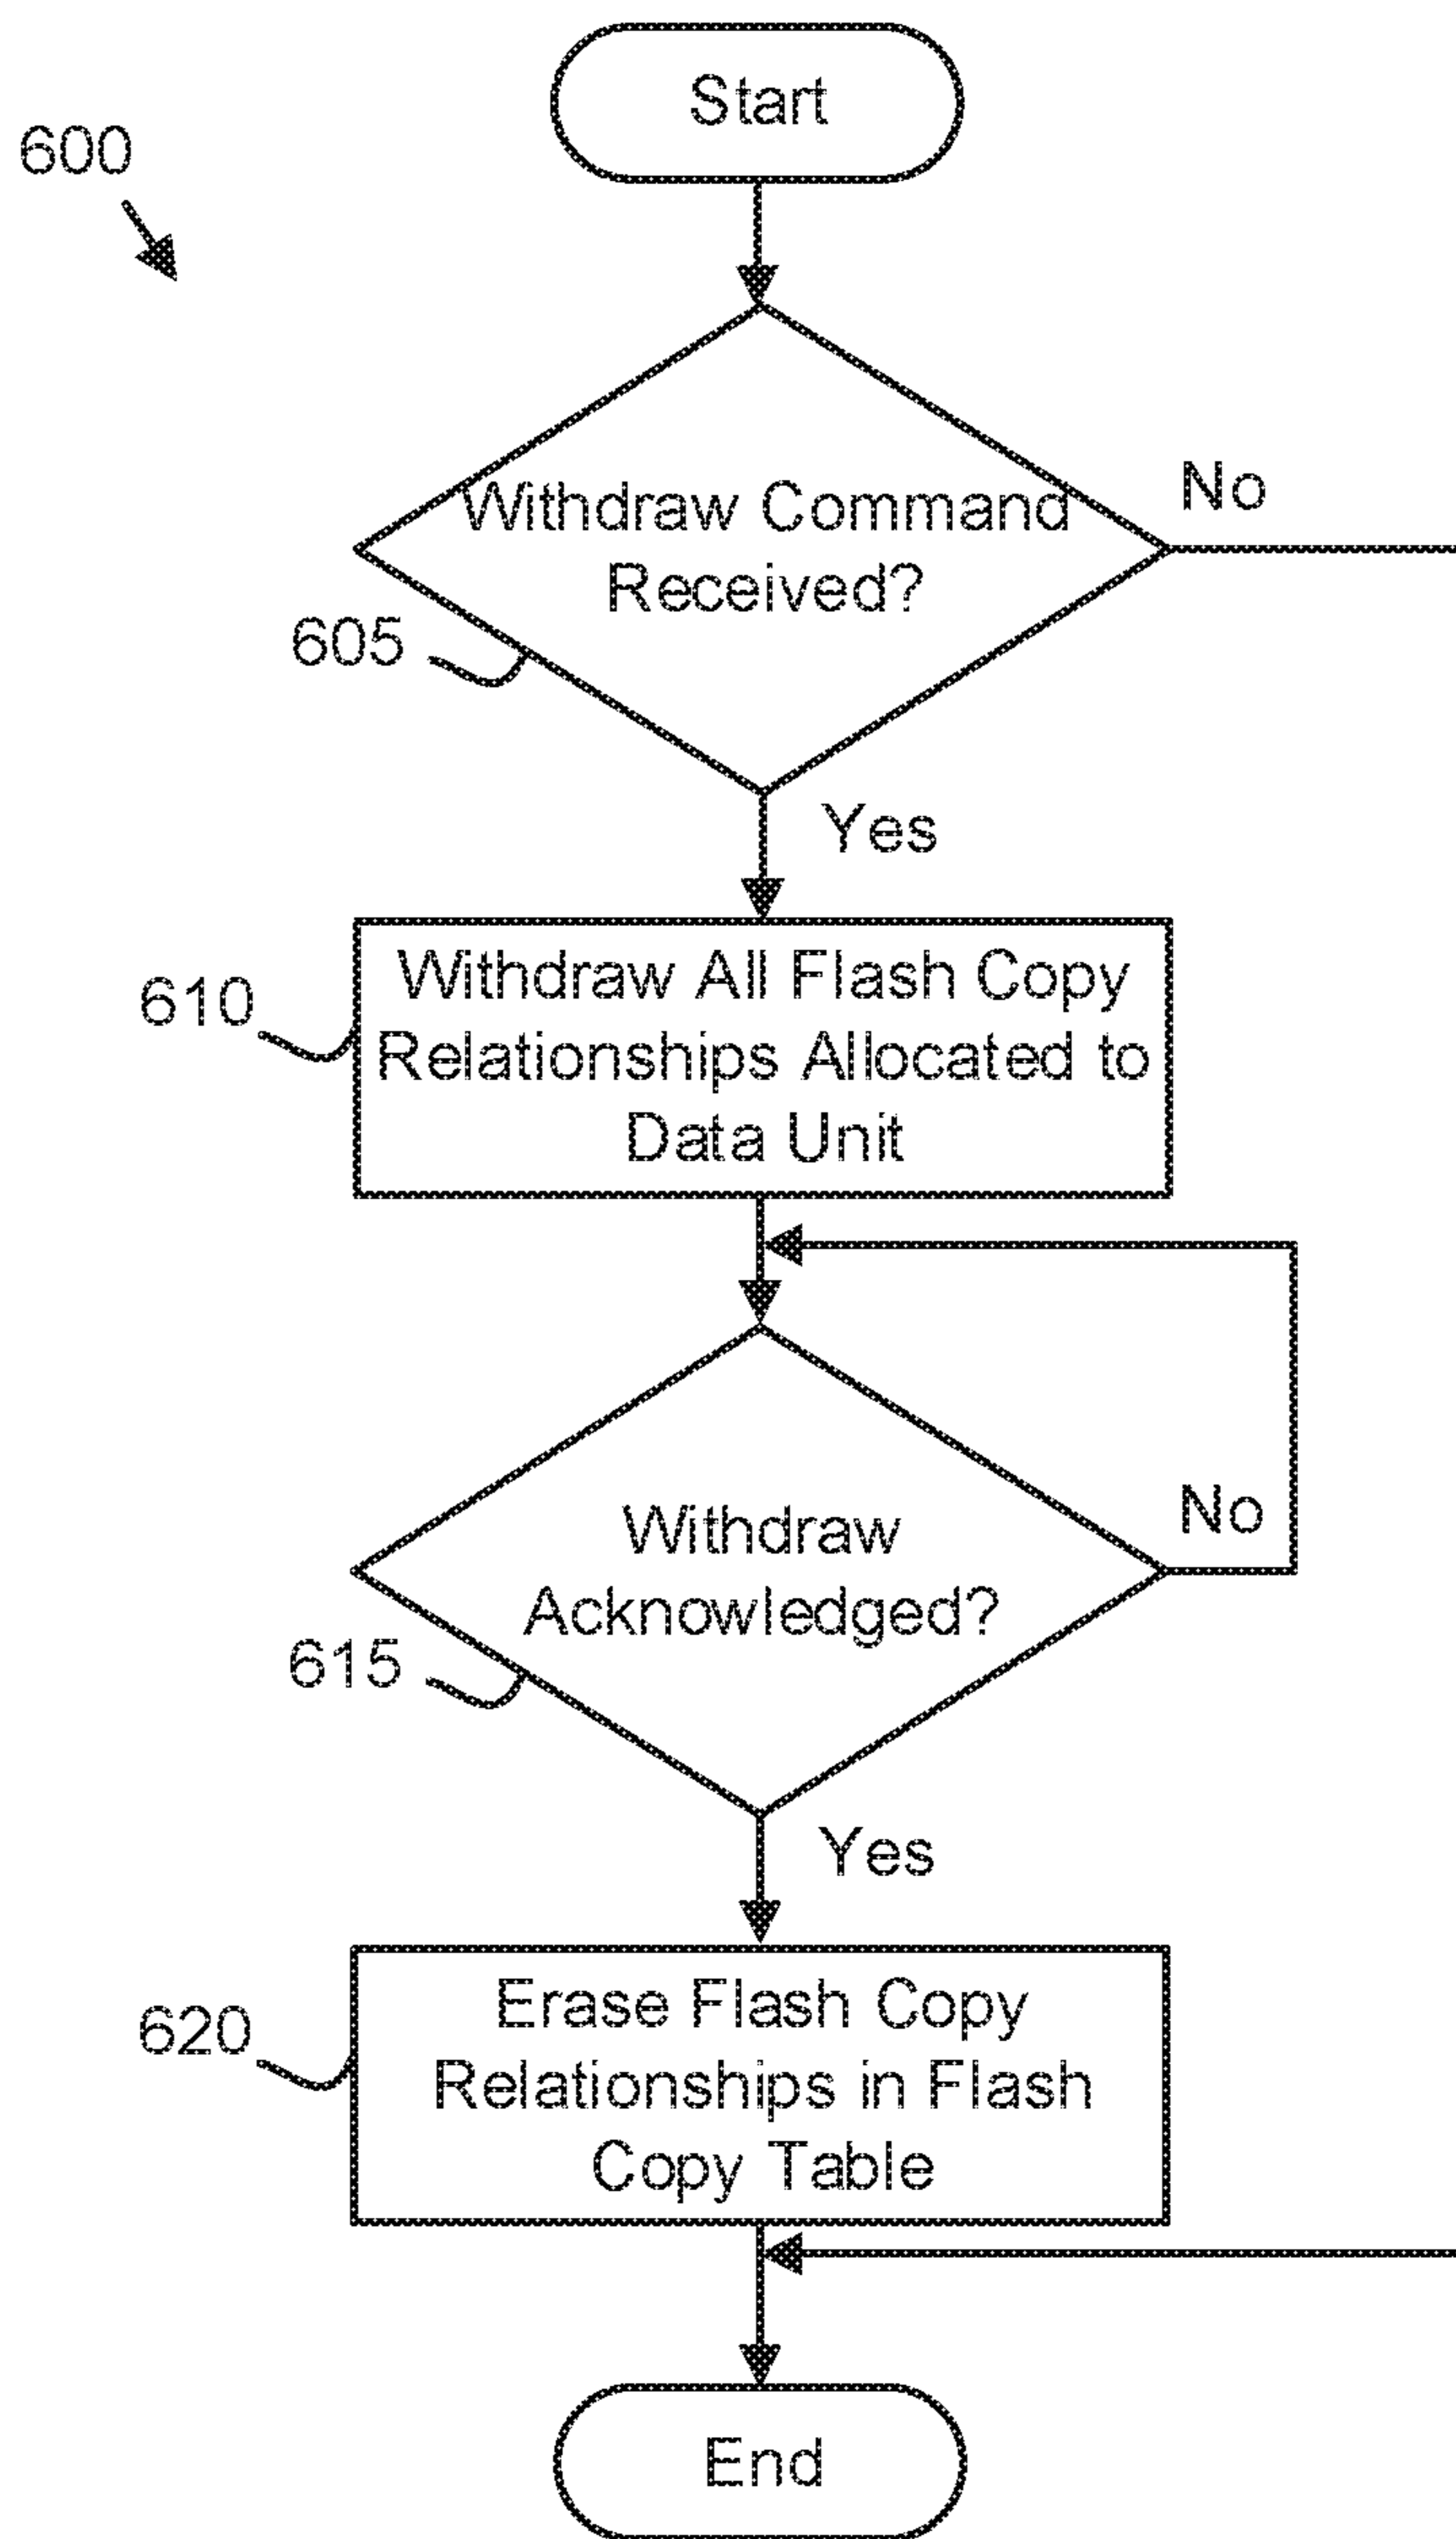 Start
600
Withdraw Command
Received?
No
605
Yes
610
Withdraw All Flash Copy
Relationships Allocated to
Data Unit
Withdraw
Acknowledged?
No
615
Yes
620
Erase Flash Copy
Relationships in Flash
Copy Table
End